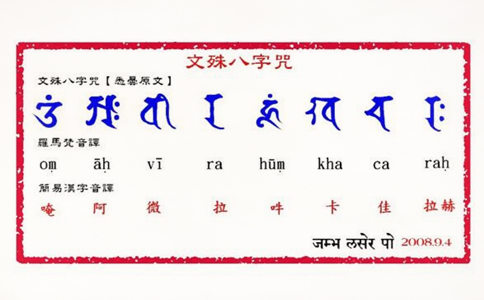 文殊八字咒
文殊八字咒【悉曇原文】
𑖌𑖽 𑖁𑖾 𑖪𑖱 𑖨 𑖮𑖳𑖽 𑖏 𑖓 𑖨𑖾
羅馬梵音譯
oṃ āḥ vī ra hūṃ kha ca raḥ
簡易漢字音譯
唵 阿 微 拉 吽 卡 佳 拉赫
जम्भ लसेर पो 2008.9.4